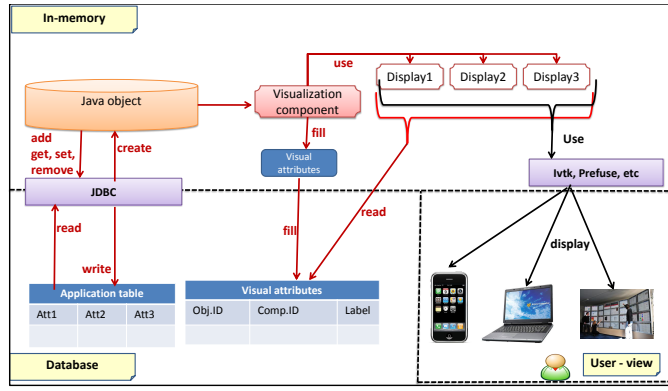 In-memory
use
Display1
Display2
Display3
Java object
Visualization
component
add
get, set,
remove
create
fill
Visual
attributes
Use
JDBC
Ivtk, Prefuse, etc
read
write
fill
read
display
Application table
Att1
Att2
Att3
Visual attributes
Obj.ID
Comp.ID
Label
Database
User - view